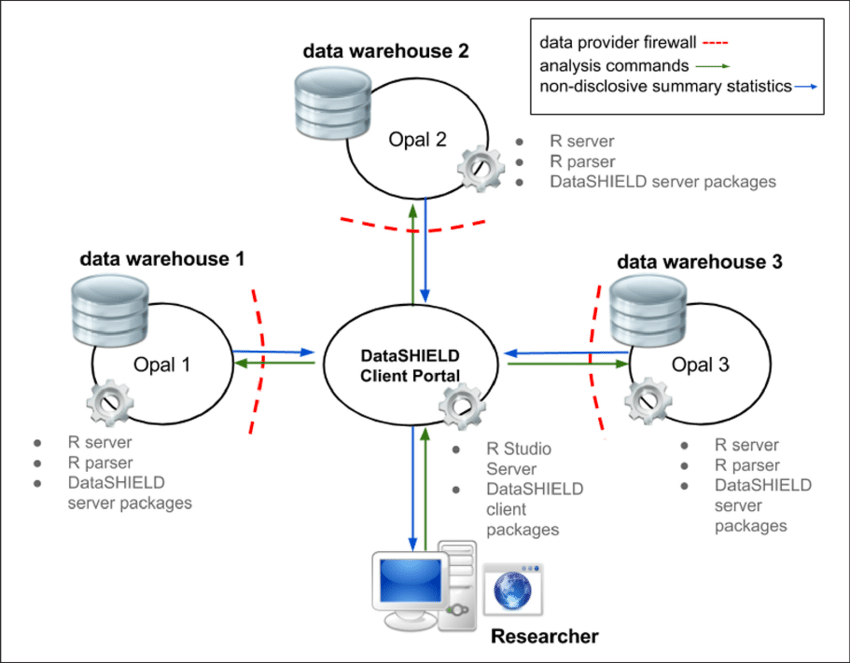 data provider firewall
analysis commands
non-disclosive summary statistics
data warehouse 2
Opal 2
● R server
● R parser
● DataSHIELD server packages
data warehouse 1
Opal 1
● R server
● R parser
● DataSHIELD
server packages
data warehouse 3
Opal 3
● R server
● R parser
● DataSHIELD
server
packages
DataSHIELD
Client Portal
● R Studio
Server
● DataSHIELD
client
packages
Researcher